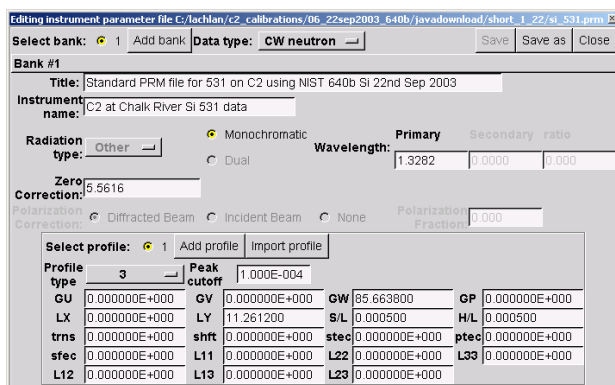 Editing instrument parameter file C:/lachlan/c2_calibrations/06_22sep2003_640b/javadownload/short_1_22/si_531.prm
Select bank: 1 Add bank Data type: CW neutron Save Save as Close
Bank #1
Title: Standard PRM file for 531 on C2 using NIST 640b Si 22nd Sep 2003
Instrument name: C2 at Chalk River Si 531 data
Radiation type: Other Monochromatic Dual Wavelength: Primary Secondary ratio
1.3282 0.0000 0.000
Zero Correction: 5.5616
Polarization Correction: Diffracted Beam Incident Beam None Polarization Fraction: 0.000
Select profile: 1 Add profile Import profile
Profile type 3 Peak cutoff 1.000E-004
GU 0.000000E+000 GV 0.000000E+000 GW 85.663800 GP 0.000000E+000
LX 0.000000E+000 LY 11.261200 S/L 0.000500 H/L 0.000500
trns 0.000000E+000 shft 0.000000E+000 stec 0.000000E+000 ptec 0.000000E+000
sfec 0.000000E+000 L11 0.000000E+000 L22 0.000000E+000 L33 0.000000E+000
L12 0.000000E+000 L13 0.000000E+000 L23 0.000000E+000